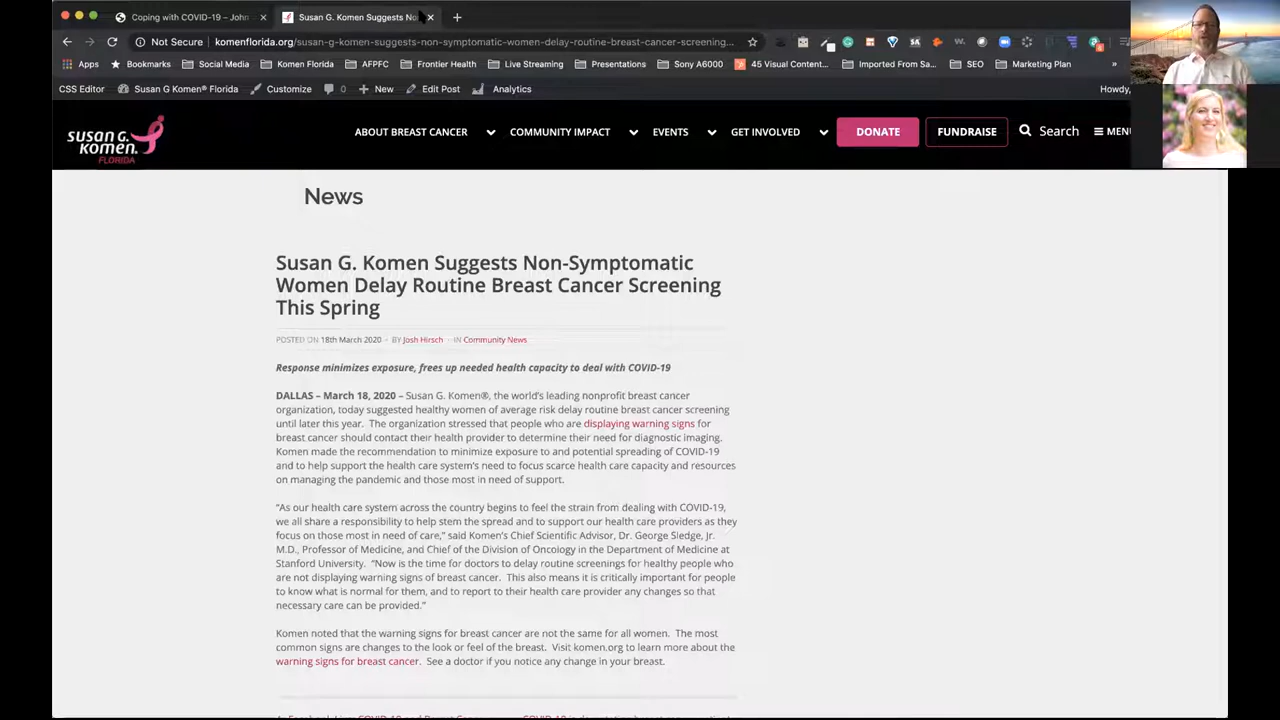 Coping with COVID-19 – John
Susan G. Komen Suggests No
Not Secure | komenflorida.org/susan-g-komen-suggests-non-symptomatic-women-delay-routine-breast-cancer-screening...
Apps Bookmarks Social Media Komen Florida AFPFC Frontier Health Live Streaming Presentations Sony A6000 45 Visual Content... Imported From Sa... SEO Marketing Plan »
CSS Editor Susan G Komen® Florida Customize 0 New Edit Post Analytics Howdy,
susan g. komen. FLORIDA
ABOUT BREAST CANCER COMMUNITY IMPACT EVENTS GET INVOLVED DONATE FUNDRAISE Search MENU
News
Susan G. Komen Suggests Non-Symptomatic
Women Delay Routine Breast Cancer Screening
This Spring
POSTED ON 18th March 2020 - BY Josh Hirsch - IN Community News
Response minimizes exposure, frees up needed health capacity to deal with COVID-19
DALLAS – March 18, 2020 – Susan G. Komen®, the world's leading nonprofit breast cancer
organization, today suggested healthy women of average risk delay routine breast cancer screening
until later this year. The organization stressed that people who are displaying warning signs for
breast cancer should contact their health provider to determine their need for diagnostic imaging.
Komen made the recommendation to minimize exposure to and potential spreading of COVID-19
and to help support the health care system's need to focus scarce health care capacity and resources
on managing the pandemic and those most in need of support.
“As our health care system across the country begins to feel the strain from dealing with COVID-19,
we all share a responsibility to help stem the spread and to support our health care providers as they
focus on those most in need of care,” said Komen's Chief Scientific Advisor, Dr. George Sledge, Jr.
M.D., Professor of Medicine, and Chief of the Division of Oncology in the Department of Medicine at
Stanford University. “Now is the time for doctors to delay routine screenings for healthy people who
are not displaying warning signs of breast cancer. This also means it is critically important for people
to know what is normal for them, and to report to their health care provider any changes so that
necessary care can be provided.”
Komen noted that the warning signs for breast cancer are not the same for all women. The most
common signs are changes to the look or feel of the breast. Visit komen.org to learn more about the
warning signs for breast cancer. See a doctor if you notice any change in your breast.